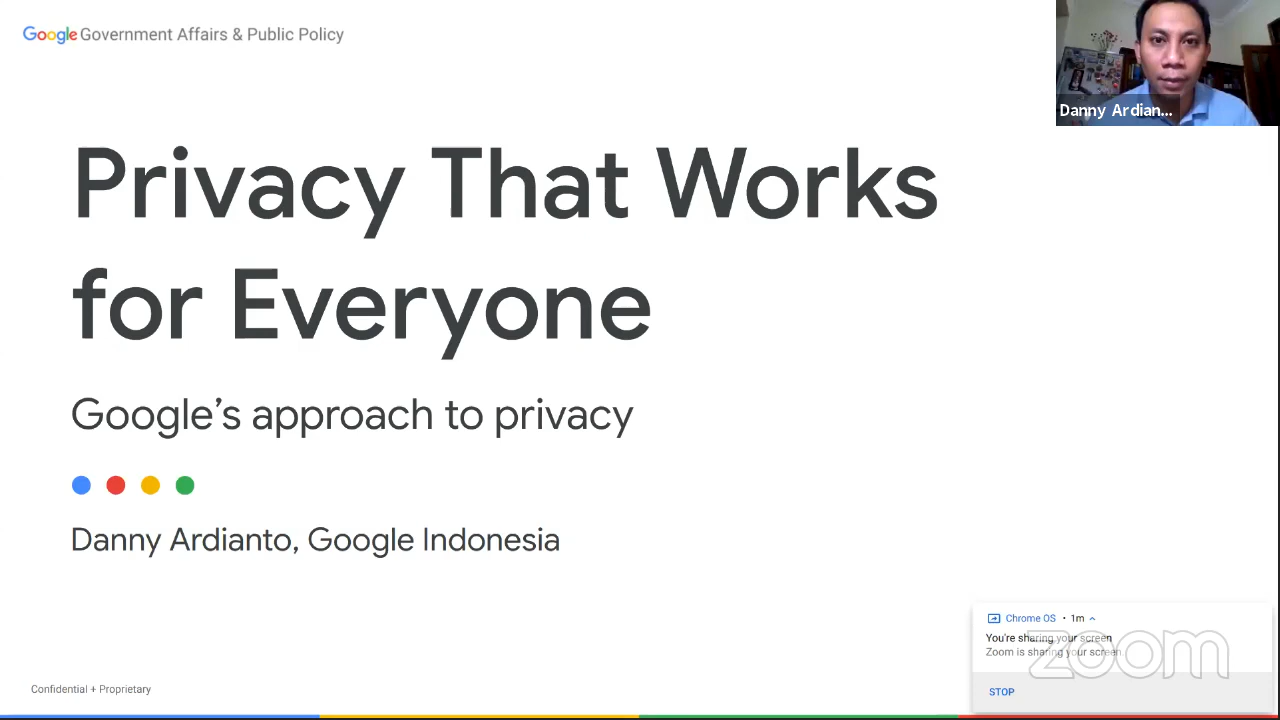 Google Government Affairs & Public Policy
Danny Ardian...
Privacy That Works
for Everyone
Google's approach to privacy
Danny Ardianto, Google Indonesia
Chrome OS • 1m
You're sharing your screen
Zoom is sharing your screen.
zoom
STOP
Confidential + Proprietary